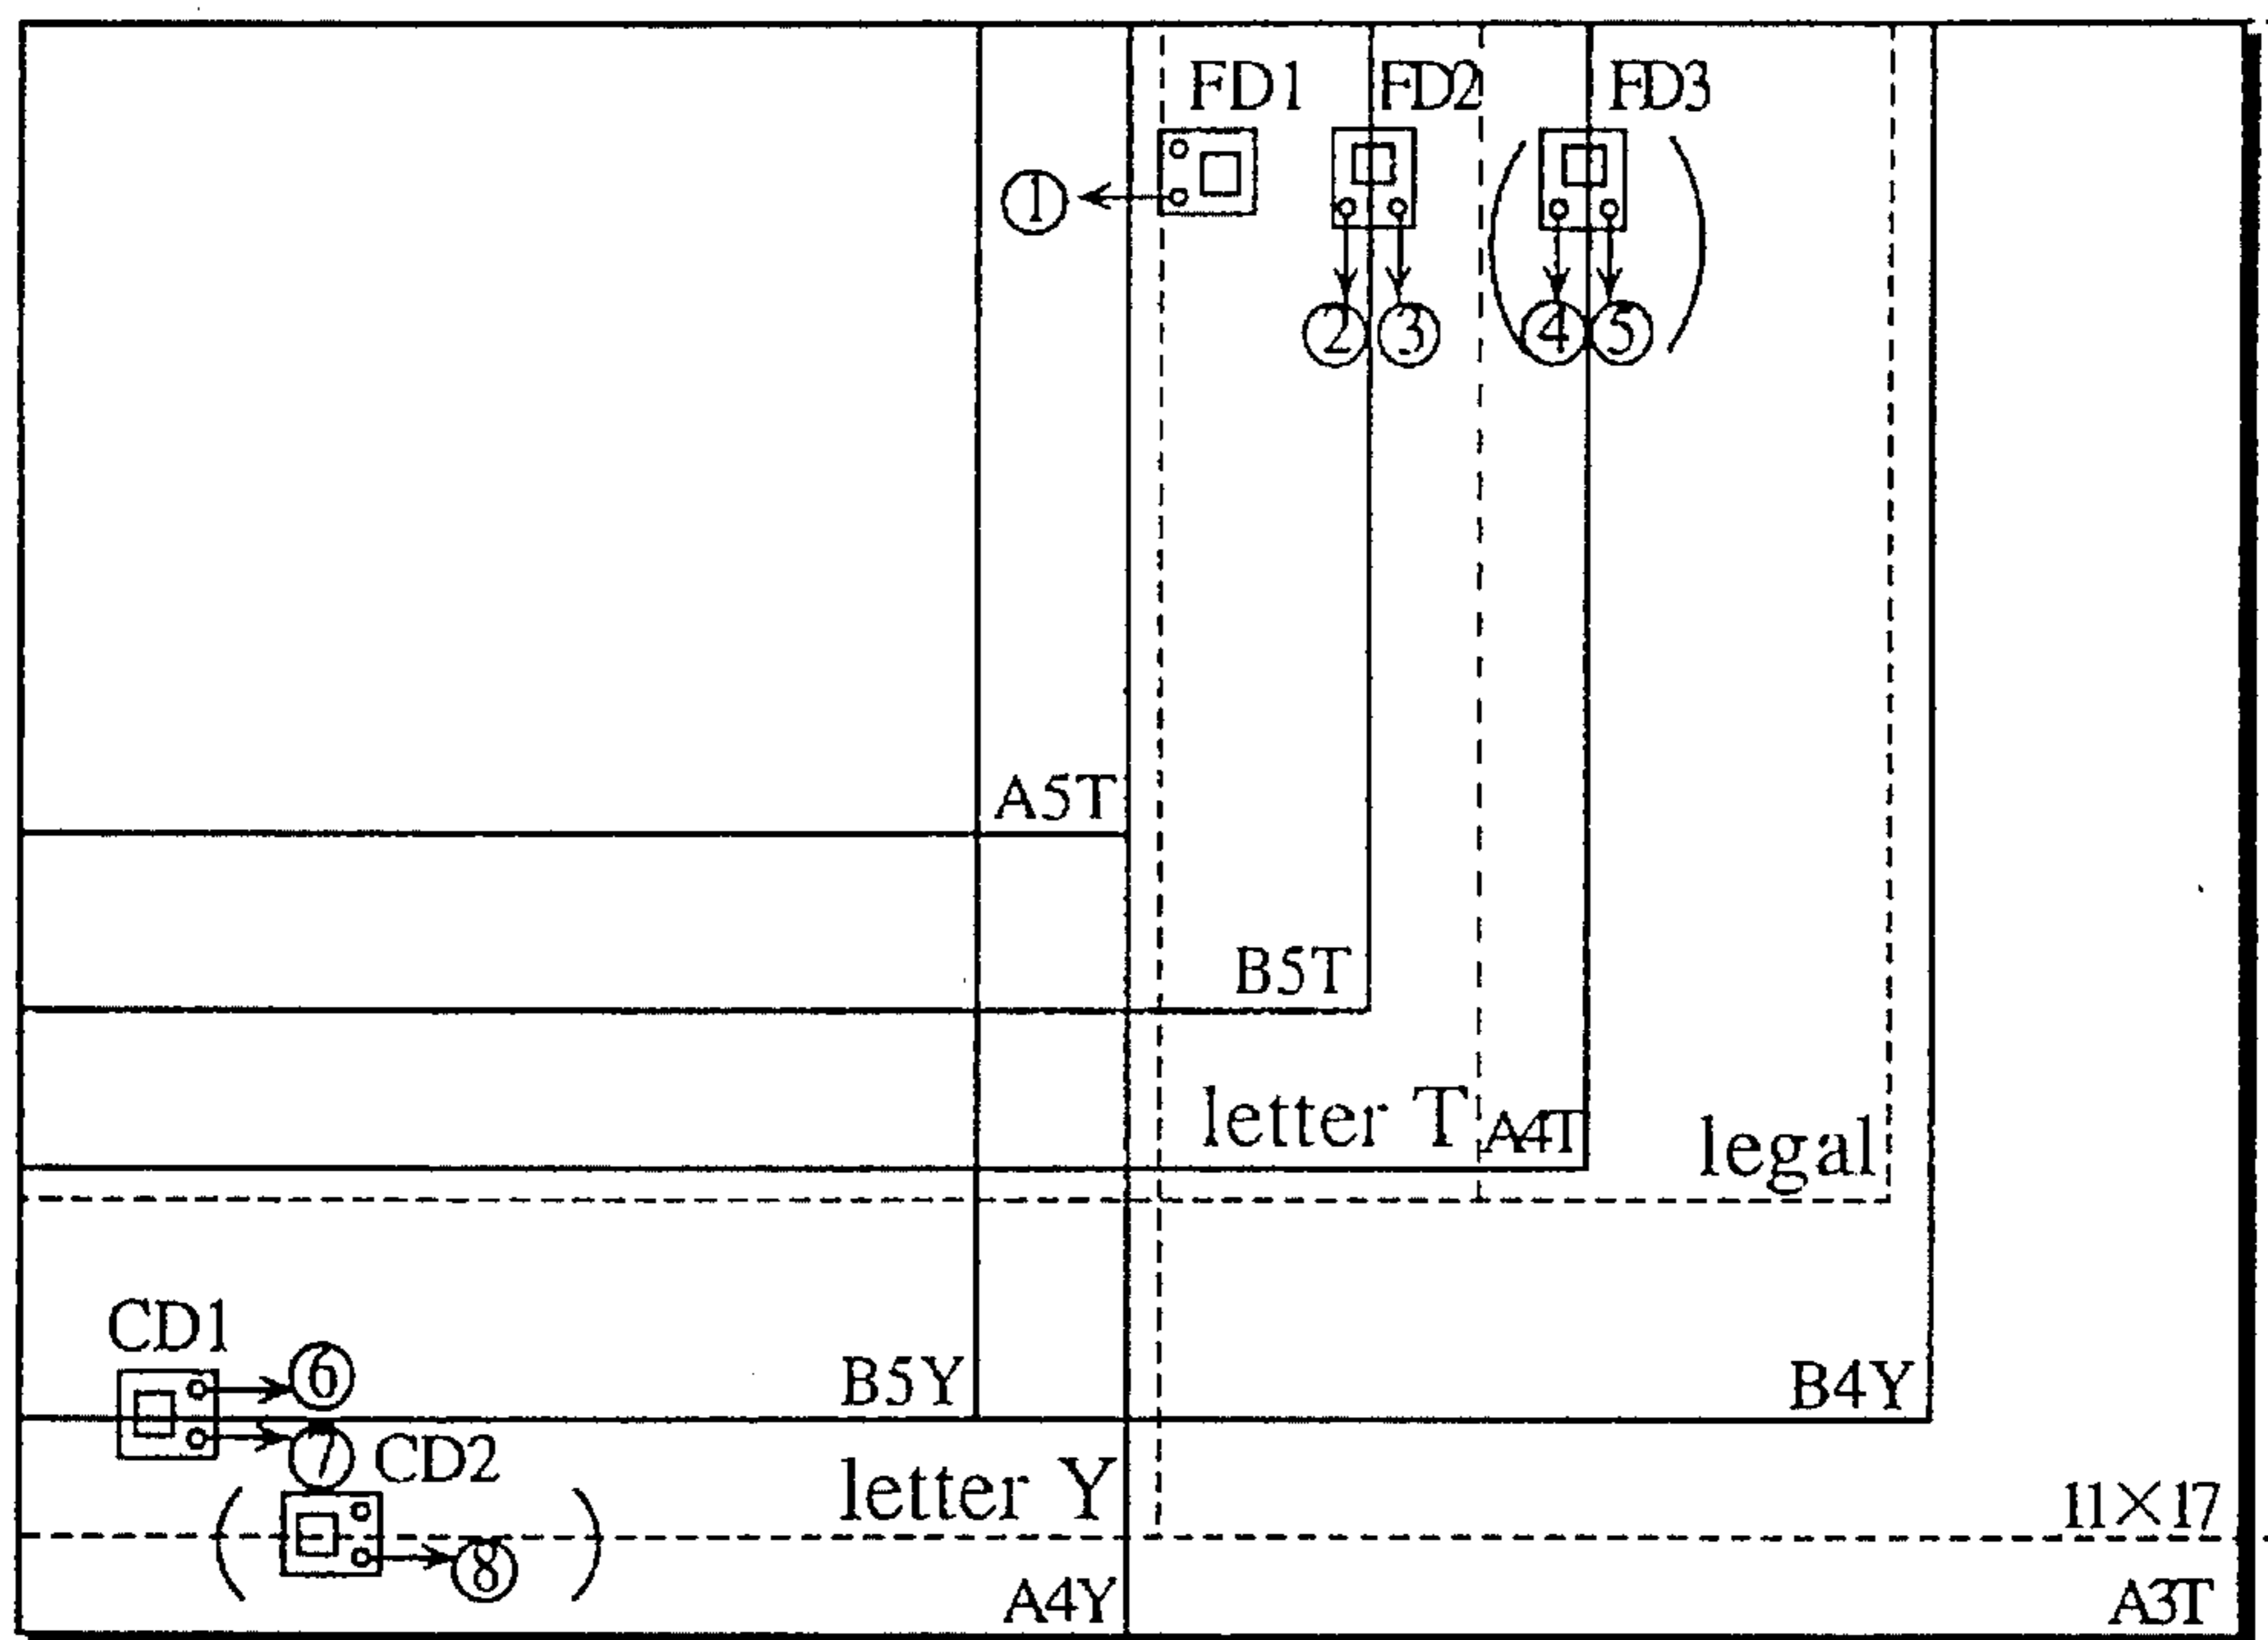 FD1 FD2 FD3
①
② ③ ④ ⑤
A5T
B5T
letter T A4T legal
CD1
⑥ B5Y B4Y
⑦ CD2
letter Y 11×17
⑧
A4Y A3T